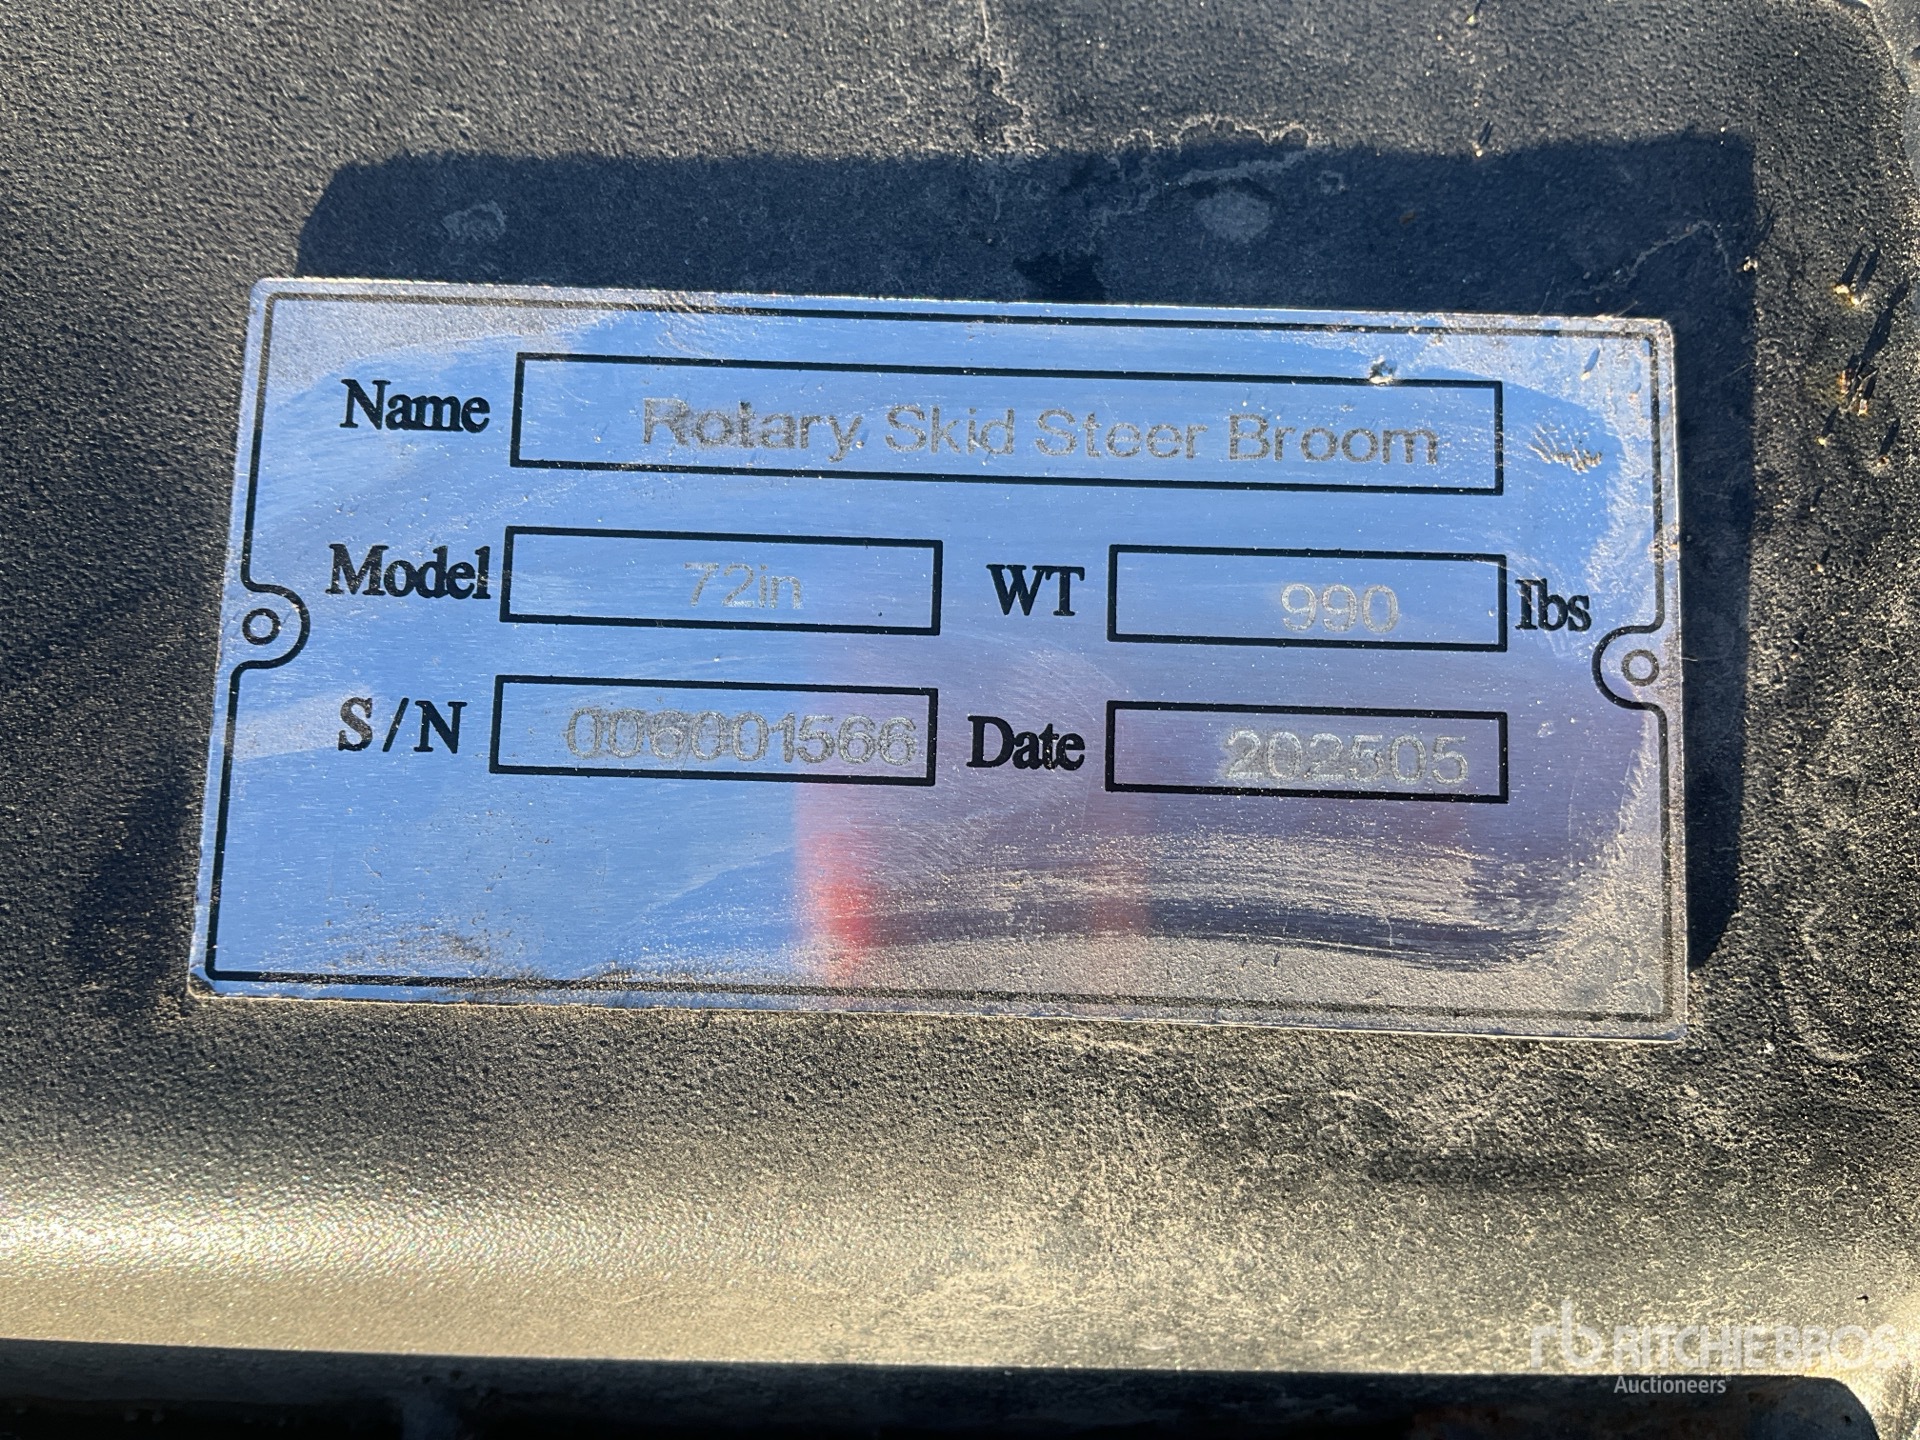 Name Rotary Skid Steer Broom
Model 72in WT 990 lbs
S/N 006001566 Date 202505
rb RITCHIE BROS.
Auctioneers